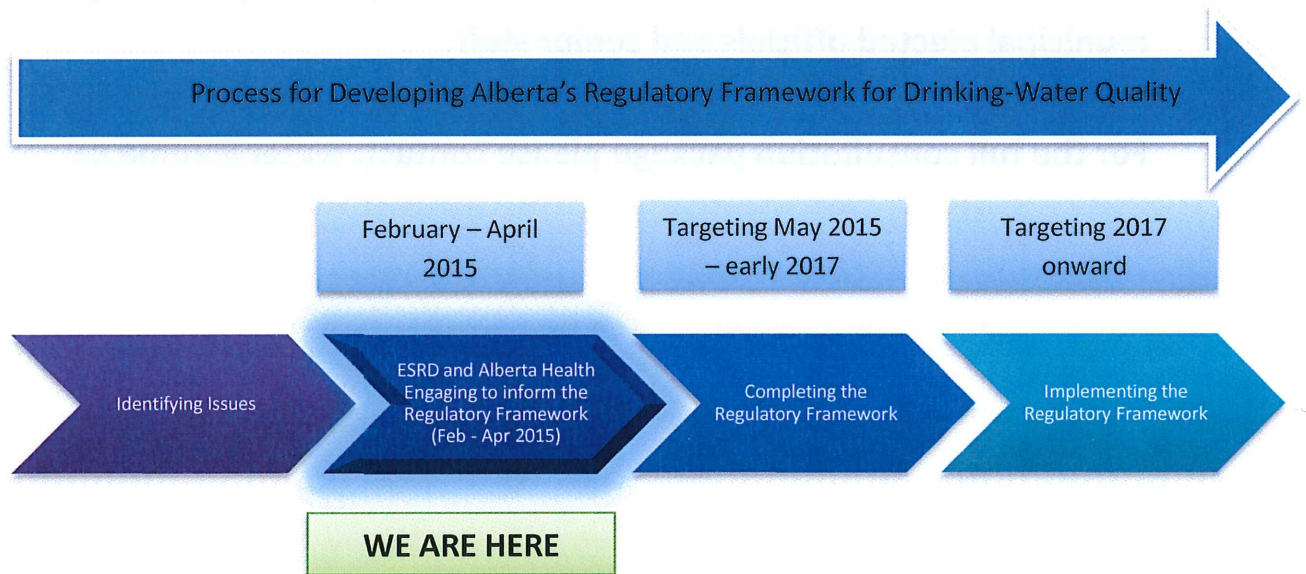 Process for Developing Alberta's Regulatory Framework for Drinking-Water Quality
February – April
2015
Targeting May 2015
– early 2017
Targeting 2017
onward
Identifying Issues
ESRD and Alberta Health
Engaging to inform the
Regulatory Framework
(Feb - Apr 2015)
Completing the
Regulatory Framework
Implementing the
Regulatory Framework
WE ARE HERE